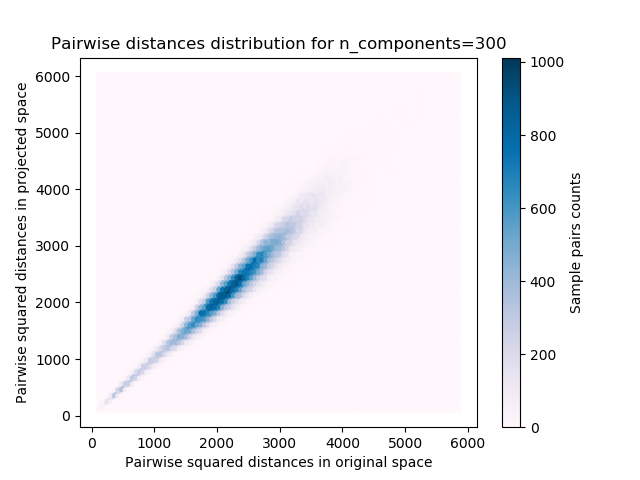 Pairwise distances distribution for n_components=300
Pairwise squared distances in projected space
6000
5000
4000
3000
2000
1000
0
0 1000 2000 3000 4000 5000 6000
Pairwise squared distances in original space
1000
800
600
400
200
0
Sample pairs counts